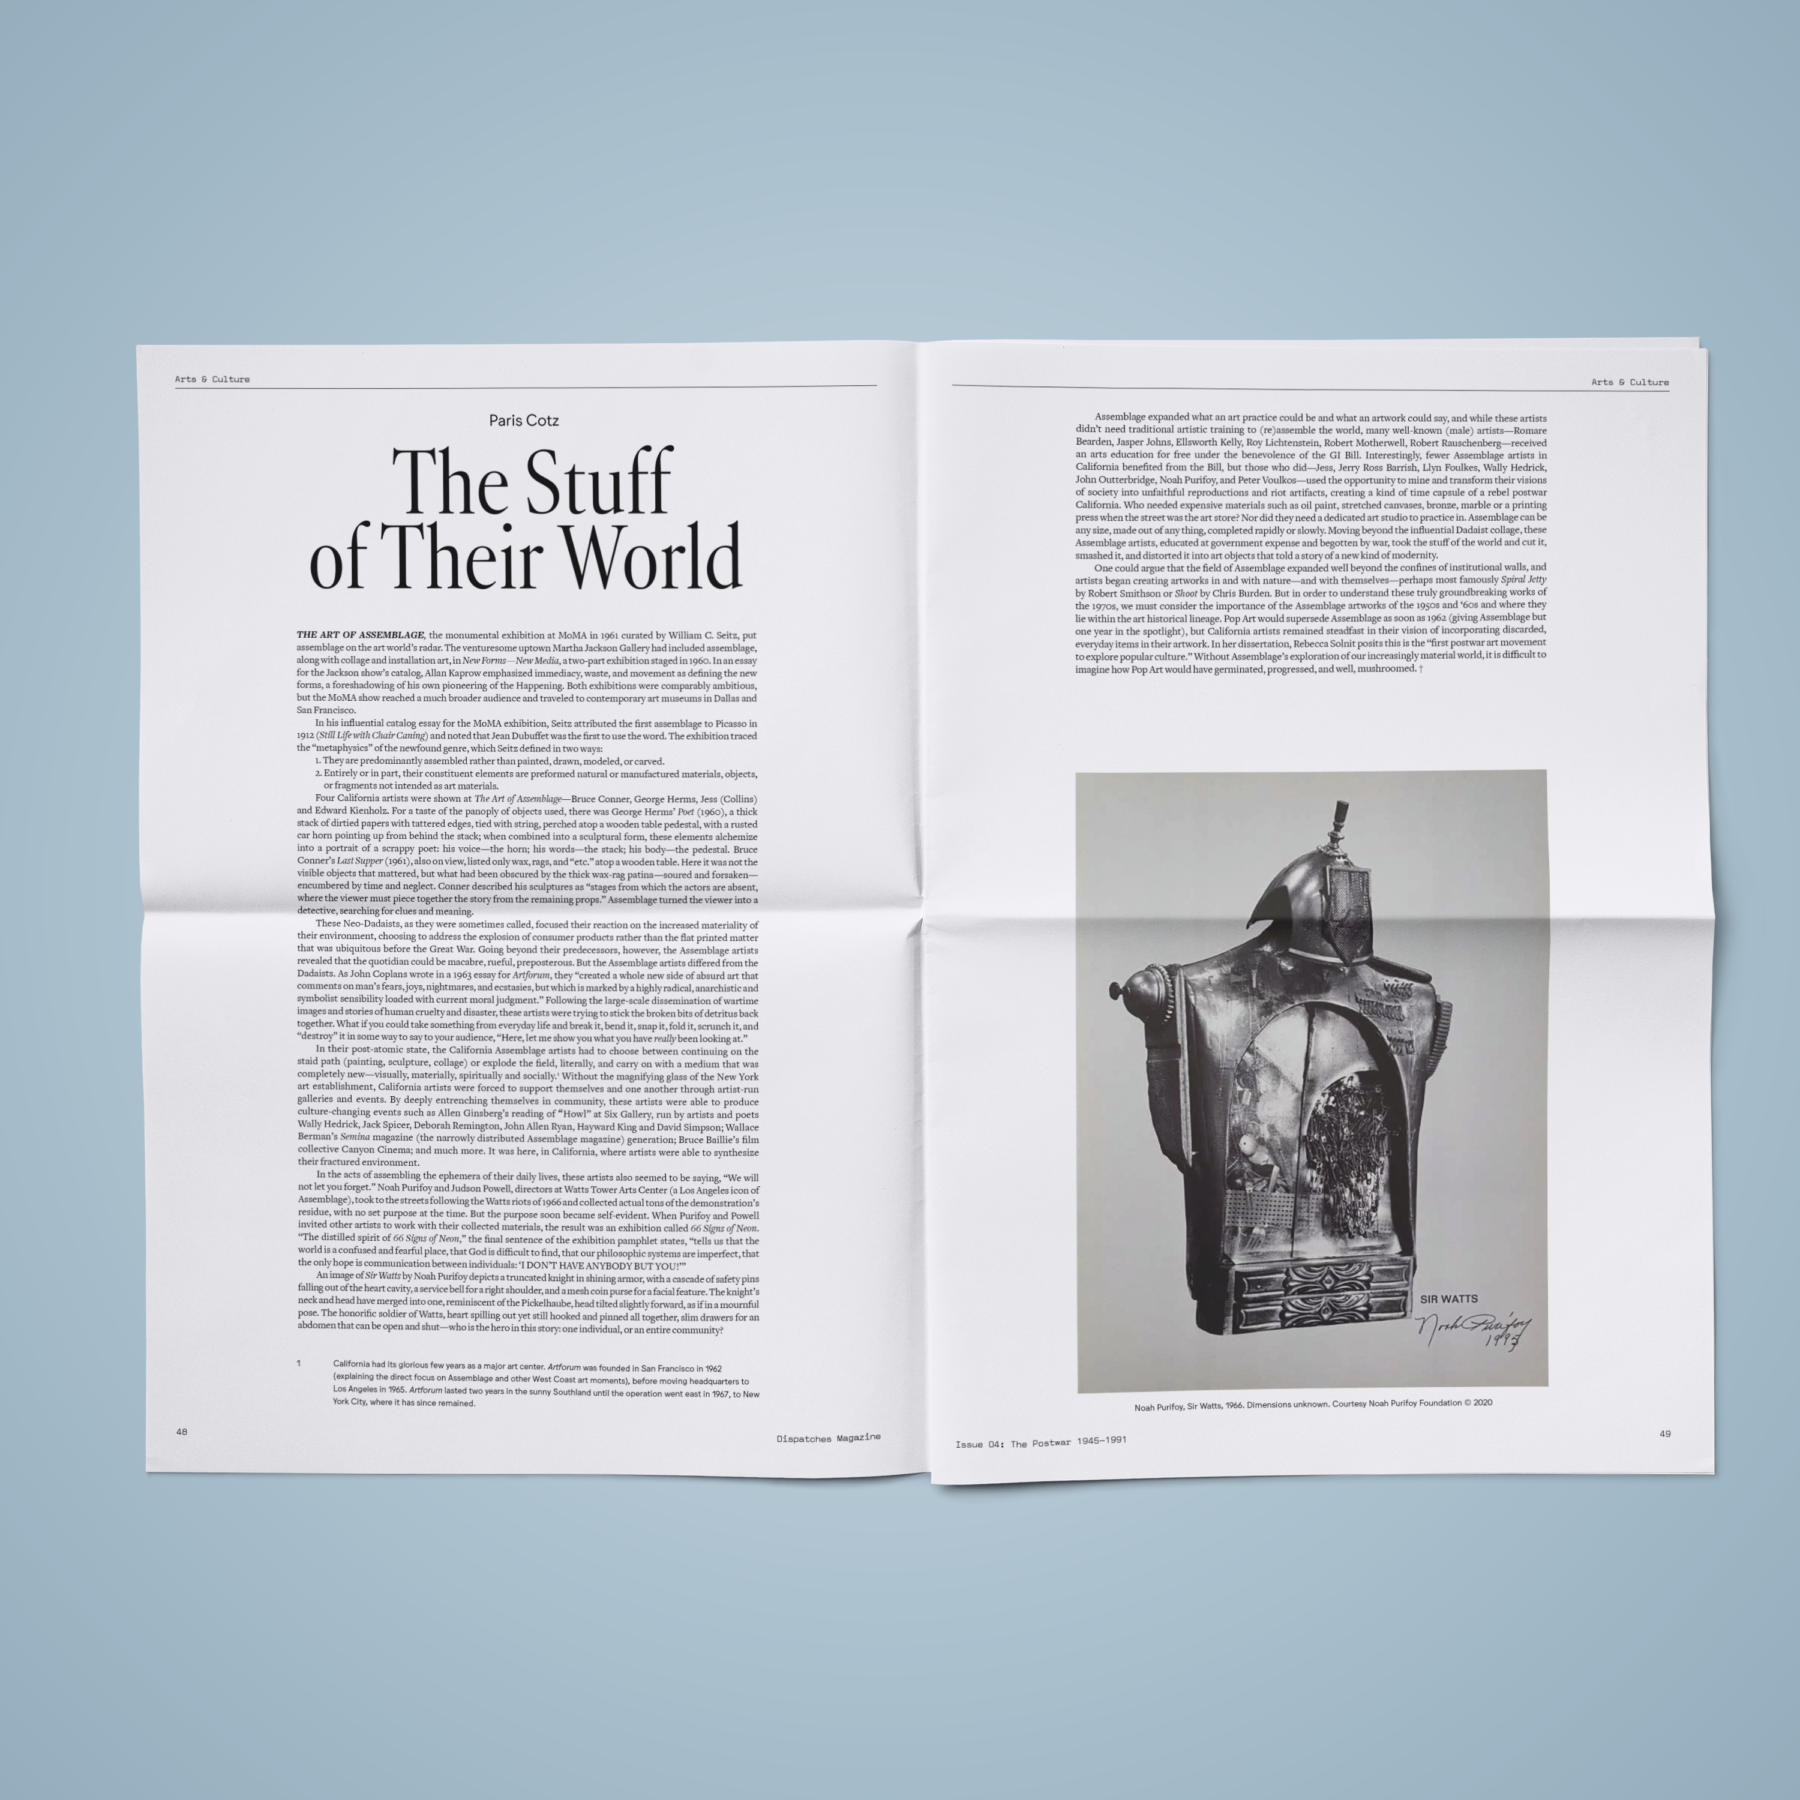 Arts & Culture
Paris Cotz
The Stuff
of Their World
THE ART OF ASSEMBLAGE, the monumental exhibition at MoMA in 1961 curated by William C. Seitz, put
assemblage on the art world's radar. The venturesome uptown Martha Jackson Gallery had included assemblage,
along with collage and installation art, in New Forms—New Media, a two-part exhibition staged in 1960. In an essay
for the Jackson show's catalog, Allan Kaprow emphasized immediacy, waste, and movement as defining the new
forms, a foreshadowing of his own pioneering of the Happening. Both exhibitions were comparably ambitious,
but the MoMA show reached a much broader audience and traveled to contemporary art museums in Dallas and
San Francisco.
In his influential catalog essay for the MoMA exhibition, Seitz attributed the first assemblage to Picasso in
1912 (Still Life with Chair Caning) and noted that Jean Dubuffet was the first to use the word. The exhibition traced
the “metaphysics” of the newfound genre, which Seitz defined in two ways:
1. They are predominantly assembled rather than painted, drawn, modeled, or carved.
2. Entirely or in part, their constituent elements are preformed natural or manufactured materials, objects,
or fragments not intended as art materials.
Four California artists were shown at The Art of Assemblage—Bruce Conner, George Herms, Jess (Collins)
and Edward Kienholz. For a taste of the panoply of objects used, there was George Herms' Poet (1960), a thick
stack of dirtied papers with tattered edges, tied with string, perched atop a wooden table pedestal, with a rusted
car horn pointing up from behind the stack; when combined into a sculptural form, these elements alchemize
into a portrait of a scrappy poet: his voice—the horn; his words—the stack; his body—the pedestal. Bruce
Conner's Last Supper (1961), also on view, listed only wax, rags, and “etc.” atop a wooden table. Here it was not the
visible objects that mattered, but what had been obscured by the thick wax-rag patina—soured and forsaken—
encumbered by time and neglect. Conner described his sculptures as “stages from which the actors are absent,
where the viewer must piece together the story from the remaining props.” Assemblage turned the viewer into a
detective, searching for clues and meaning.
These Neo-Dadaists, as they were sometimes called, focused their reaction on the increased materiality of
their environment, choosing to address the explosion of consumer products rather than the flat printed matter
that was ubiquitous before the Great War. Going beyond their predecessors, however, the Assemblage artists
revealed that the quotidian could be macabre, rueful, preposterous. But the Assemblage artists differed from the
Dadaists. As John Coplans wrote in a 1963 essay for Artforum, they “created a whole new side of absurd art that
comments on man's fears, joys, nightmares, and ecstasies, but which is marked by a highly radical, anarchistic and
symbolist sensibility loaded with current moral judgment.” Following the large-scale dissemination of wartime
images and stories of human cruelty and disaster, these artists were trying to stick the broken bits of detritus back
together. What if you could take something from everyday life and break it, bend it, snap it, fold it, scrunch it, and
“destroy” it in some way to say to your audience, “Here, let me show you what you have really been looking at.”
In their post-atomic state, the California Assemblage artists had to choose between continuing on the
staid path (painting, sculpture, collage) or explode the field, literally, and carry on with a medium that was
completely new—visually, materially, spiritually and socially.¹ Without the magnifying glass of the New York
art establishment, California artists were forced to support themselves and one another through artist-run
galleries and events. By deeply entrenching themselves in community, these artists were able to produce
culture-changing events such as Allen Ginsberg's reading of “Howl” at Six Gallery, run by artists and poets
Wally Hedrick, Jack Spicer, Deborah Remington, John Allen Ryan, Hayward King and David Simpson; Wallace
Berman's Semina magazine (the narrowly distributed Assemblage magazine) generation; Bruce Baillie's film
collective Canyon Cinema; and much more. It was here, in California, where artists were able to synthesize
their fractured environment.
In the acts of assembling the ephemera of their daily lives, these artists also seemed to be saying, “We will
not let you forget.” Noah Purifoy and Judson Powell, directors at Watts Tower Arts Center (a Los Angeles icon of
Assemblage), took to the streets following the Watts riots of 1966 and collected actual tons of the demonstration's
residue, with no set purpose at the time. But the purpose soon became self-evident. When Purifoy and Powell
invited other artists to work with their collected materials, the result was an exhibition called 66 Signs of Neon.
“The distilled spirit of 66 Signs of Neon,” the final sentence of the exhibition pamphlet states, “tells us that the
world is a confused and fearful place, that God is difficult to find, that our philosophic systems are imperfect, that
the only hope is communication between individuals: ‘I DON'T HAVE ANYBODY BUT YOU!’”
An image of Sir Watts by Noah Purifoy depicts a truncated knight in shining armor, with a cascade of safety pins
falling out of the heart cavity, a service bell for a right shoulder, and a mesh coin purse for a facial feature. The knight's
neck and head have merged into one, reminiscent of the Pickelhaube, head tilted slightly forward, as if in a mournful
pose. The honorific soldier of Watts, heart spilling out yet still hooked and pinned all together, slim drawers for an
abdomen that can be open and shut—who is the hero in this story: one individual, or an entire community?
1 California had its glorious few years as a major art center. Artforum was founded in San Francisco in 1962
(explaining the direct focus on Assemblage and other West Coast art moments), before moving headquarters to
Los Angeles in 1965. Artforum lasted two years in the sunny Southland until the operation went east in 1967, to New
York City, where it has since remained.
48
Dispatches Magazine
Arts & Culture
Assemblage expanded what an art practice could be and what an artwork could say, and while these artists
didn't need traditional artistic training to (re)assemble the world, many well-known (male) artists—Romare
Bearden, Jasper Johns, Ellsworth Kelly, Roy Lichtenstein, Robert Motherwell, Robert Rauschenberg—received
an arts education for free under the benevolence of the GI Bill. Interestingly, fewer Assemblage artists in
California benefited from the Bill, but those who did—Jess, Jerry Ross Barrish, Llyn Foulkes, Wally Hedrick,
John Outterbridge, Noah Purifoy, and Peter Voulkos—used the opportunity to mine and transform their visions
of society into unfaithful reproductions and riot artifacts, creating a kind of time capsule of a rebel postwar
California. Who needed expensive materials such as oil paint, stretched canvases, bronze, marble or a printing
press when the street was the art store? Nor did they need a dedicated art studio to practice in. Assemblage can be
any size, made out of any thing, completed rapidly or slowly. Moving beyond the influential Dadaist collage, these
Assemblage artists, educated at government expense and begotten by war, took the stuff of the world and cut it,
smashed it, and distorted it into art objects that told a story of a new kind of modernity.
One could argue that the field of Assemblage expanded well beyond the confines of institutional walls, and
artists began creating artworks in and with nature—and with themselves—perhaps most famously Spiral Jetty
by Robert Smithson or Shoot by Chris Burden. But in order to understand these truly groundbreaking works of
the 1970s, we must consider the importance of the Assemblage artworks of the 1950s and ‘60s and where they
lie within the art historical lineage. Pop Art would supersede Assemblage as soon as 1962 (giving Assemblage but
one year in the spotlight), but California artists remained steadfast in their vision of incorporating discarded,
everyday items in their artwork. In her dissertation, Rebecca Solnit posits this is the “first postwar art movement
to explore popular culture.” Without Assemblage's exploration of our increasingly material world, it is difficult to
imagine how Pop Art would have germinated, progressed, and well, mushroomed. †
SIR WATTS
Noah Purifoy
1993
Noah Purifoy, Sir Watts, 1966. Dimensions unknown. Courtesy Noah Purifoy Foundation © 2020
Issue 04: The Postwar 1945–1991
49